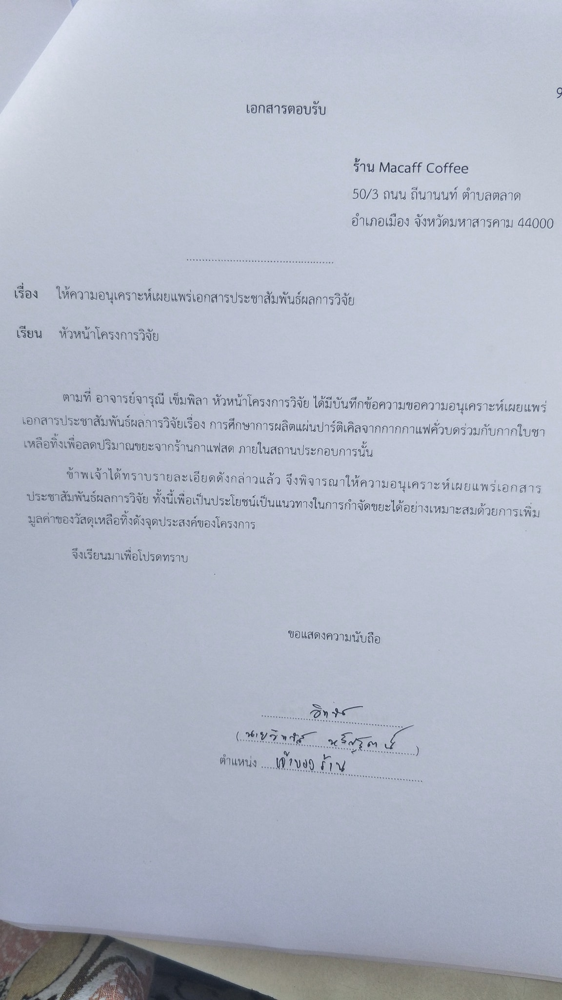 9
เอกสารตอบรับ
ร้าน Macaff Coffee
50/3 ถนน ถีนานนท์ ตำบลตลาด
อำเภอเมือง จังหวัดมหาสารคาม 44000
เรื่อง ให้ความอนุเคราะห์เผยแพร่เอกสารประชาสัมพันธ์ผลการวิจัย
เรียน หัวหน้าโครงการวิจัย
ตามที่ อาจารย์จารุณี เข็มพิลา หัวหน้าโครงการวิจัย ได้มีบันทึกข้อความขอความอนุเคราะห์เผยแพร่
เอกสารประชาสัมพันธ์ผลการวิจัยเรื่อง การศึกษาการผลิตแผ่นปาร์ติเคิลจากกากกาแฟคั่วบดร่วมกับกากใบชา
เหลือทิ้งเพื่อลดปริมาณขยะจากร้านกาแฟสด ภายในสถานประกอบการนั้น
ข้าพเจ้าได้ทราบรายละเอียดดังกล่าวแล้ว จึงพิจารณาให้ความอนุเคราะห์เผยแพร่เอกสาร
ประชาสัมพันธ์ผลการวิจัย ทั้งนี้เพื่อเป็นประโยชน์เป็นแนวทางในการกำจัดขยะได้อย่างเหมาะสมด้วยการเพิ่ม
มูลค่าของวัสดุเหลือทิ้งดังจุดประสงค์ของโครงการ
จึงเรียนมาเพื่อโปรดทราบ
ขอแสดงความนับถือ
ตำแหน่ง เจ้าของร้าน